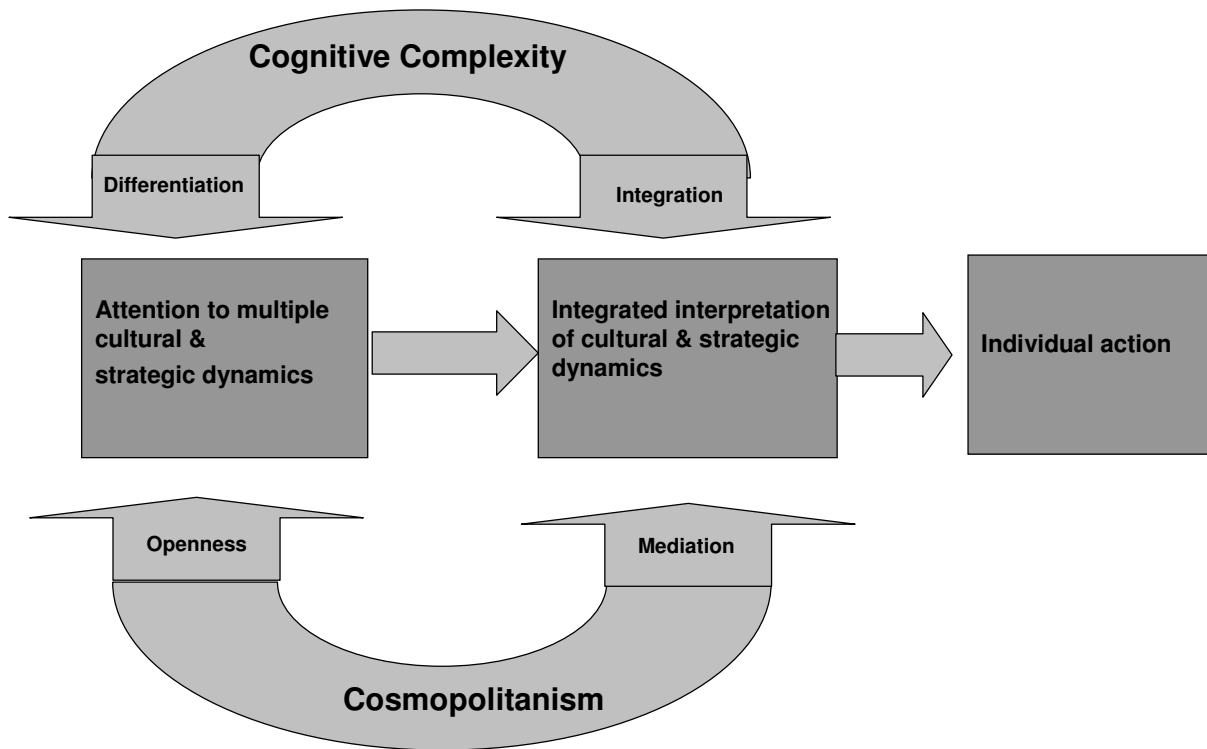 Cognitive Complexity
Differentiation
Integration
Attention to multiple
cultural &
strategic dynamics
Integrated interpretation
of cultural & strategic
dynamics
Individual action
Openness
Mediation
Cosmopolitanism